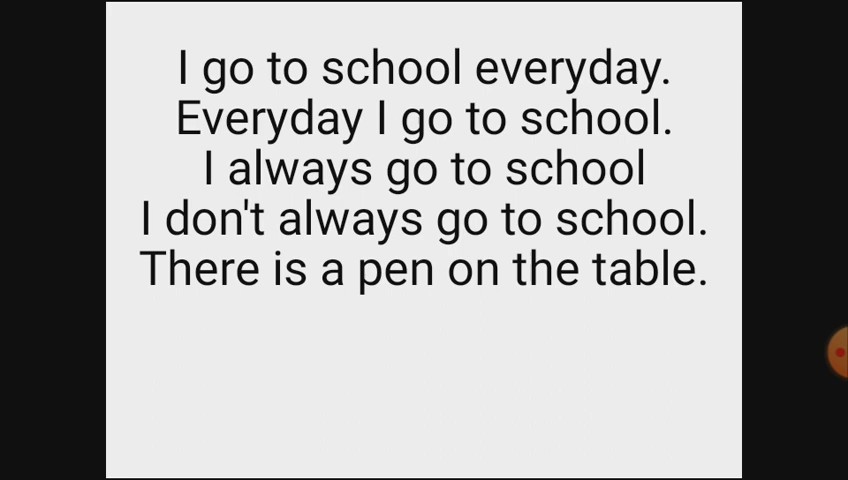 I go to school everyday.
Everyday I go to school.
I always go to school
I don't always go to school.
There is a pen on the table.